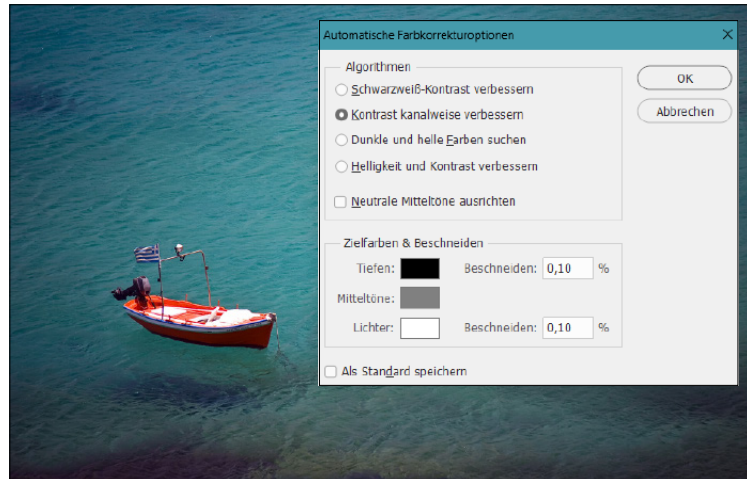 Automatische Farbkorrekturoptionen
Algorithmen
Schwarzweiß-Kontrast verbessern
Kontrast kanalweise verbessern
Dunkle und helle Farben suchen
Helligkeit und Kontrast verbessern
Neutrale Mitteltöne ausrichten
OK
Abbrechen
Zielfarben & Beschneiden
Tiefen: Beschneiden: 0,10 %
Mitteltöne:
Lichter: Beschneiden: 0,10 %
Als Standard speichern